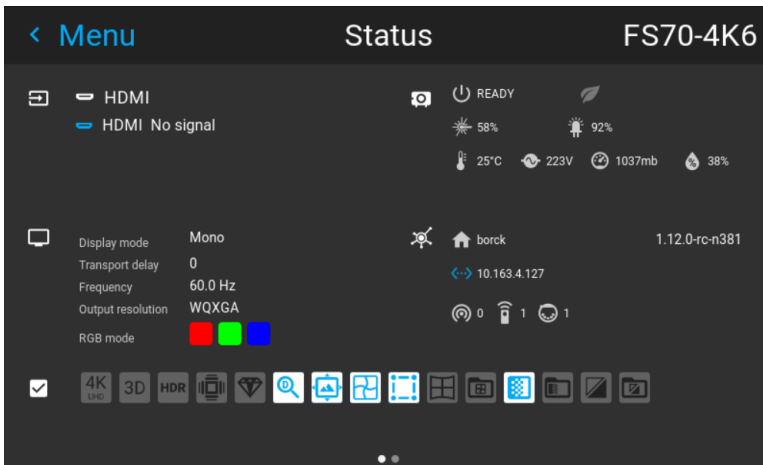 Menu
Status
FS70-4K6
HDMI
HDMI No signal
READY
58%
92%
25°C
223V
1037mb
38%
Display mode Mono
Transport delay 0
Frequency 60.0 Hz
Output resolution WQXGA
RGB mode
borck
1.12.0-rc-n381
10.163.4.127
0
1
1
4K
UHD
3D
HDR
D